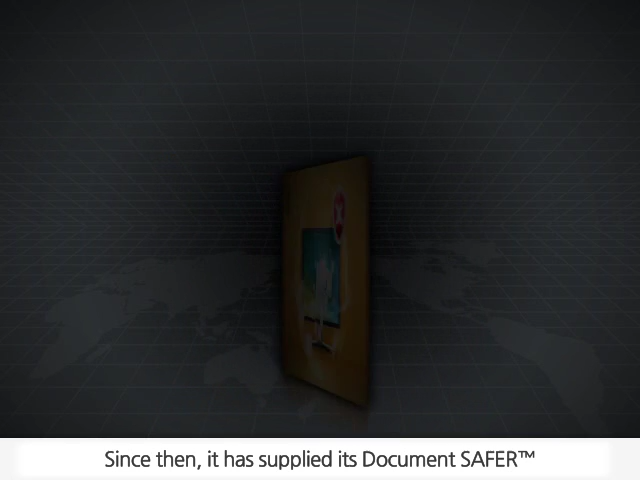 Since then, it has supplied its Document SAFER™